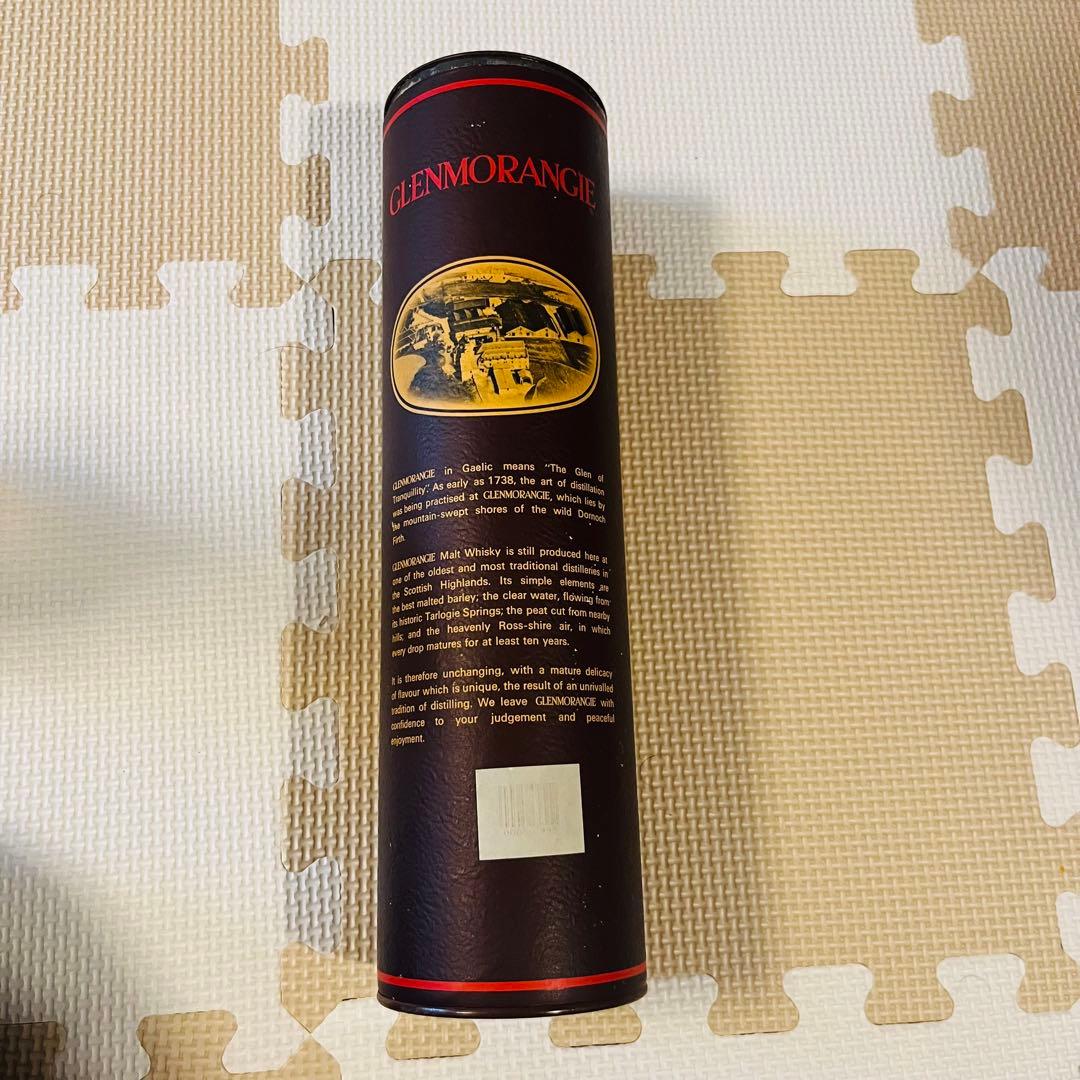 GLENMORANGIE
GLENMORANGIE in Gaelic means "The Glen of
Tranquillity". As early as 1738, the art of distillation
was being practised at GLENMORANGIE, which lies by
the mountain-swept shores of the wild Dornoch
Firth.
GLENMORANGIE Malt Whisky is still produced here at
one of the oldest and most traditional distilleries in
the Scottish Highlands. Its simple elements are
the best malted barley; the clear water, flowing from
its historic Tarlogie Springs; the peat cut from nearby
hills; and the heavenly Ross-shire air, in which
every drop matures for at least ten years.
It is therefore unchanging, with a mature delicacy
of flavour which is unique, the result of an unrivalled
tradition of distilling. We leave GLENMORANGIE with
confidence to your judgement and peaceful
enjoyment.